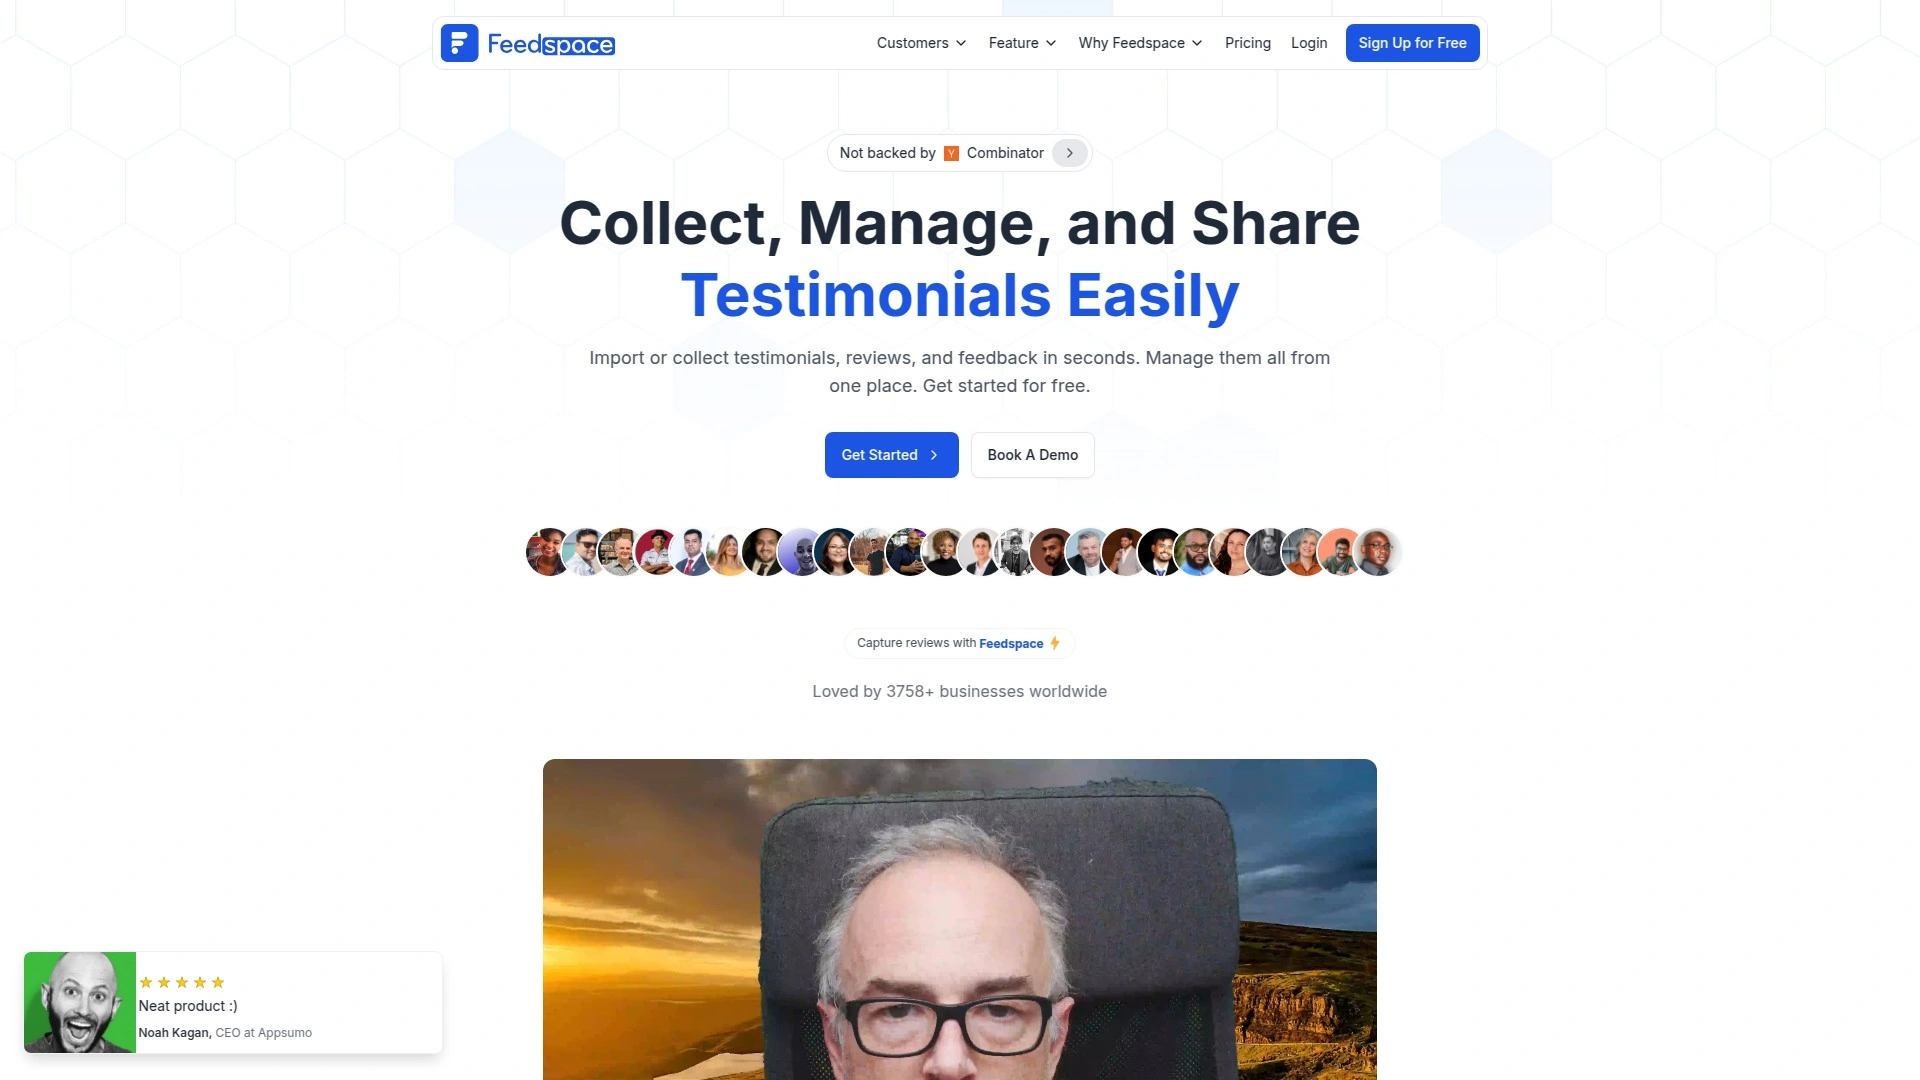 Feedspace
Customers Feature Why Feedspace Pricing Login Sign Up for Free
Not backed by Y Combinator
Collect, Manage, and Share
Testimonials Easily
Import or collect testimonials, reviews, and feedback in seconds. Manage them all from
one place. Get started for free.
Get Started Book A Demo
Capture reviews with Feedspace
Loved by 3758+ businesses worldwide
Neat product :)
Noah Kagan, CEO at Appsumo